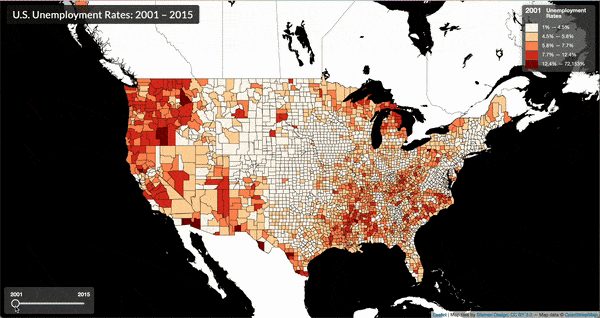 U.S. Unemployment Rates: 2001 – 2015
2001 Unemployment
Rates
1% — 4.5%
4.5% — 5.8%
5.8% — 7.7%
7.7% — 12.4%
12.4% — 72,153%
2001 2015
Leaflet | Map tiles by Stamen Design, CC BY 3.0 — Map data © OpenStreetMap